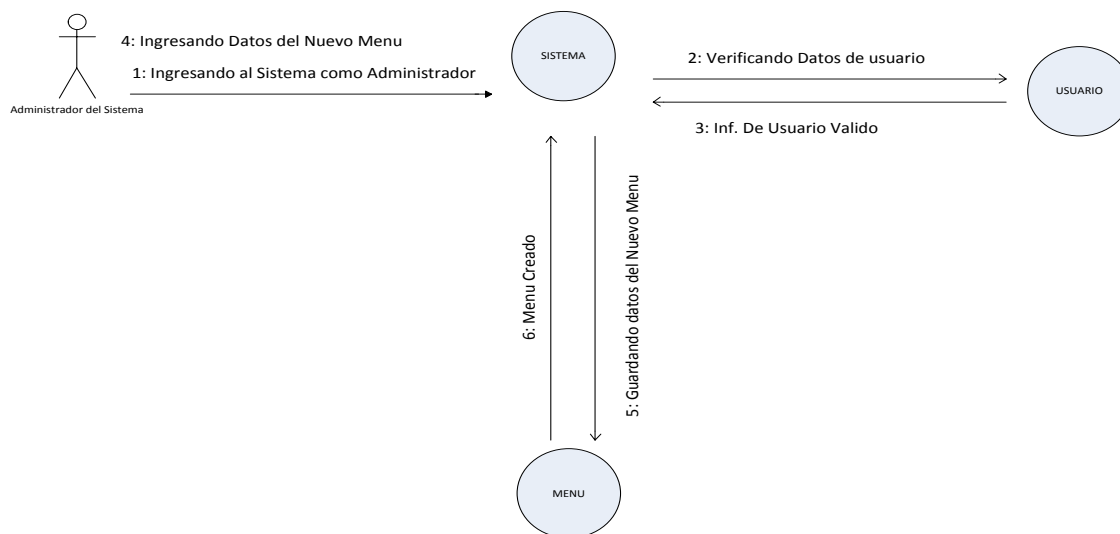 4: Ingresando Datos del Nuevo Menu
1: Ingresando al Sistema como Administrador
Administrador del Sistema
SISTEMA
2: Verificando Datos de usuario
USUARIO
3: Inf. De Usuario Valido
6: Menu Creado
5: Guardando datos del Nuevo Menu
MENU